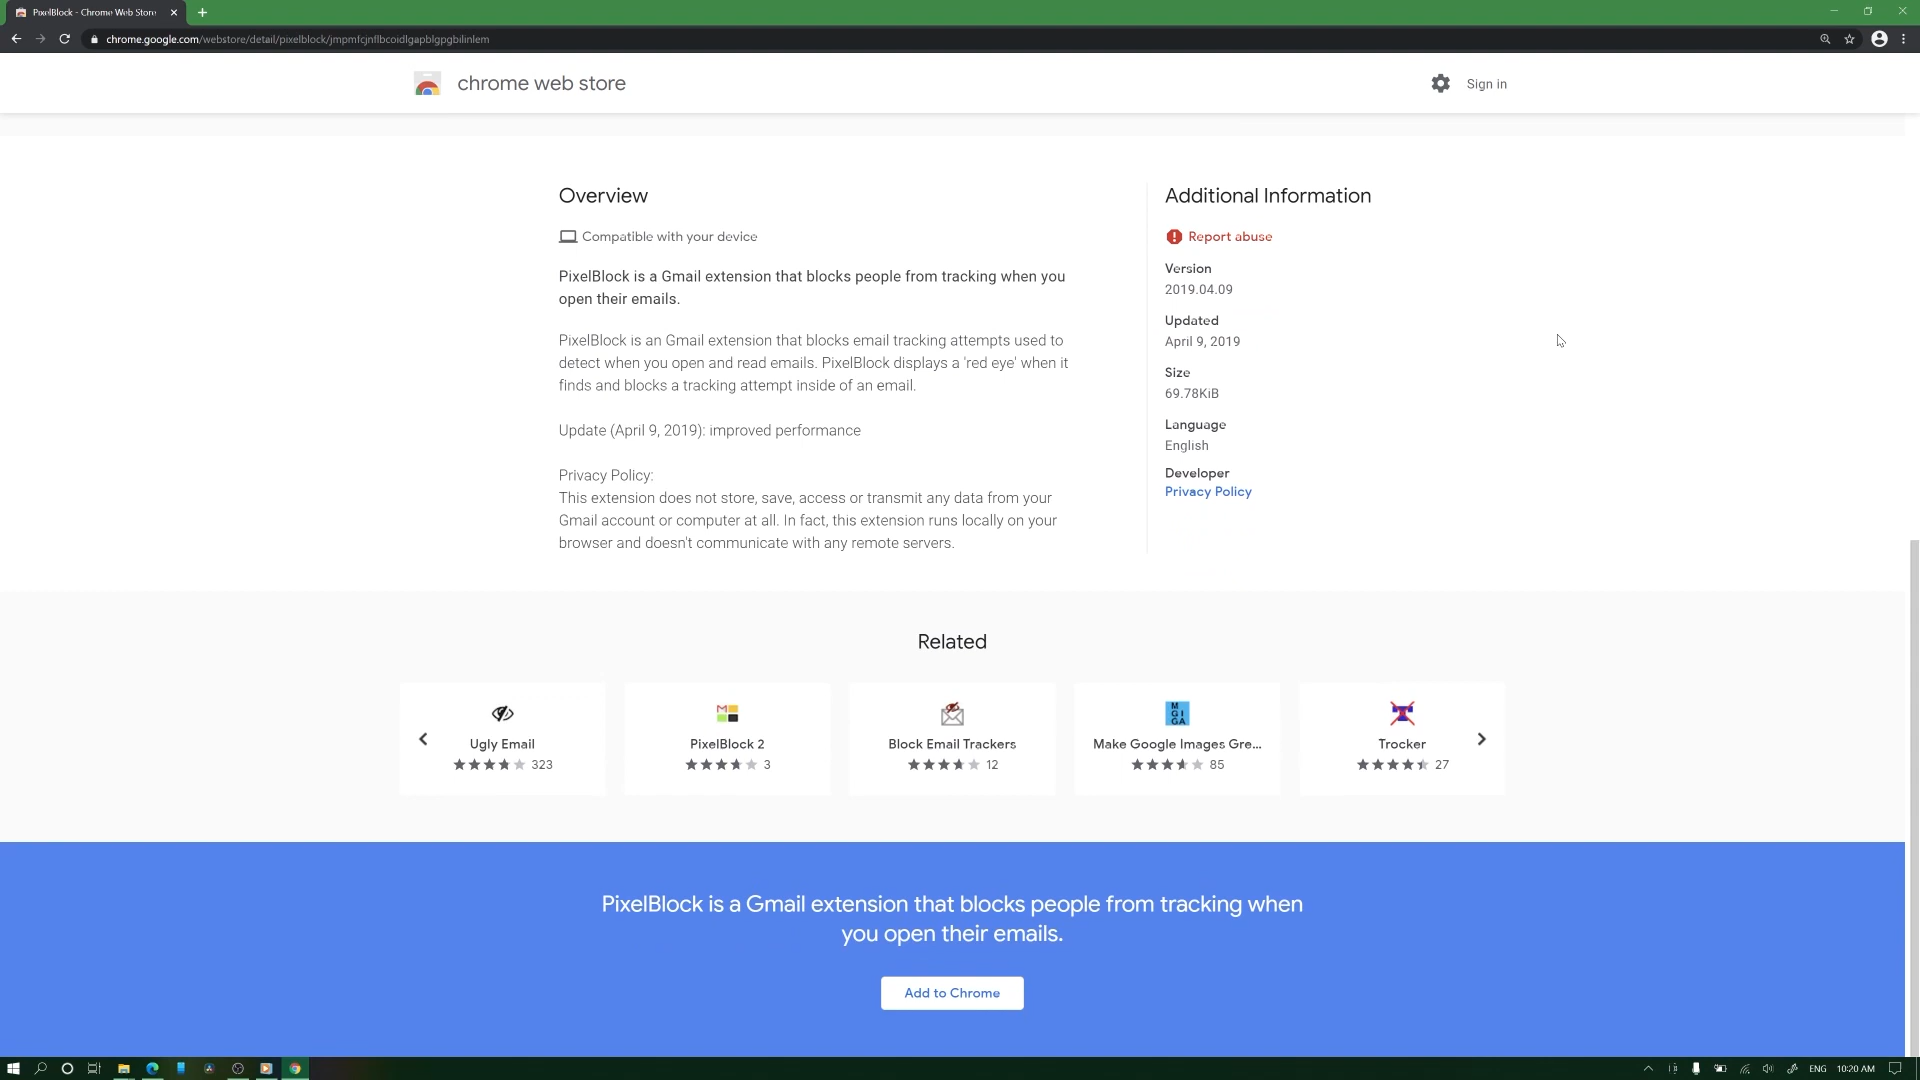 PixelBlock - Chrome Web Store
chrome.google.com/webstore/detail/pixelblock/jmpmfcjnflbcoidlgapblgpgbilinlem
chrome web store
Sign in
Overview
Compatible with your device
PixelBlock is a Gmail extension that blocks people from tracking when you
open their emails.
PixelBlock is an Gmail extension that blocks email tracking attempts used to
detect when you open and read emails. PixelBlock displays a 'red eye' when it
finds and blocks a tracking attempt inside of an email.
Update (April 9, 2019): improved performance
Privacy Policy:
This extension does not store, save, access or transmit any data from your
Gmail account or computer at all. In fact, this extension runs locally on your
browser and doesn't communicate with any remote servers.
Additional Information
Report abuse
Version
2019.04.09
Updated
April 9, 2019
Size
69.78KiB
Language
English
Developer
Privacy Policy
Related
M
GI
GA
Ugly Email
PixelBlock 2
Block Email Trackers
Make Google Images Gre...
Trocker
323
3
12
85
27
PixelBlock is a Gmail extension that blocks people from tracking when
you open their emails.
Add to Chrome
ENG
10:20 AM